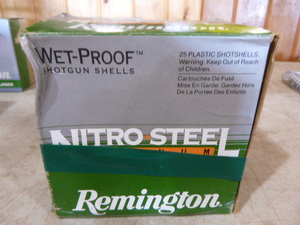 WET-PROOF™
SHOTGUN SHELLS
25 PLASTIC SHOTSHELLS
Warning: Keep Out of Reach
of Children.
Cartouches De Fusil
Mise En Garde: Gardez Hors
De La Portée Des Enfants.
NITRO STEEL
Remington